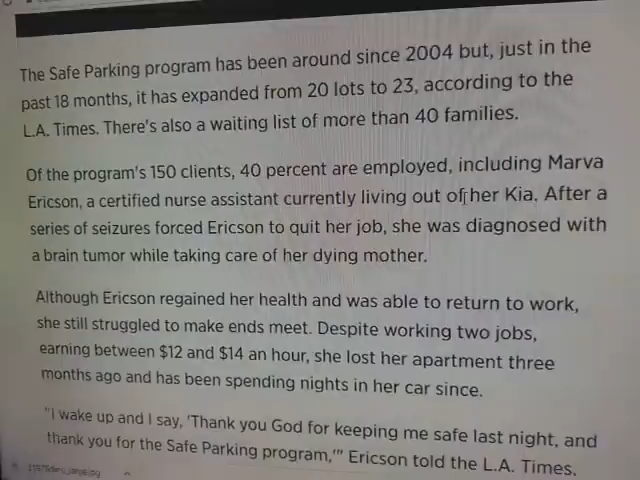 The Safe Parking program has been around since 2004 but, just in the
past 18 months, it has expanded from 20 lots to 23, according to the
L.A. Times. There's also a waiting list of more than 40 families.
Of the program's 150 clients, 40 percent are employed, including Marva
Ericson, a certified nurse assistant currently living out of her Kia. After a
series of seizures forced Ericson to quit her job, she was diagnosed with
a brain tumor while taking care of her dying mother.
Although Ericson regained her health and was able to return to work,
she still struggled to make ends meet. Despite working two jobs,
earning between $12 and $14 an hour, she lost her apartment three
months ago and has been spending nights in her car since.
"I wake up and I say, 'Thank you God for keeping me safe last night, and
thank you for the Safe Parking program,'" Ericson told the L.A. Times.